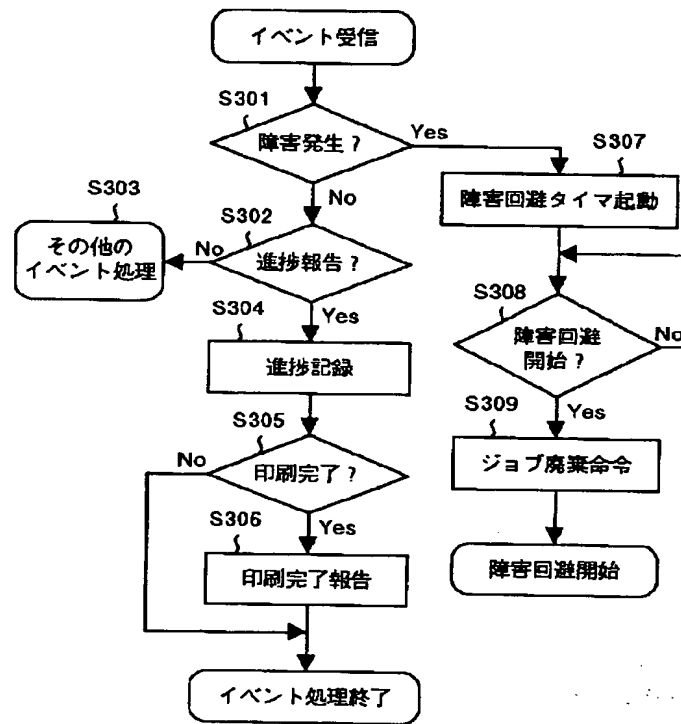 イベント受信
S301
障害発生?
Yes
No
S307
障害回避タイマ起動
S303
その他の
イベント処理
S302
No
進捗報告?
Yes
S308
障害回避
開始?
No
Yes
S304
進捗記録
S309
ジョブ廃棄命令
S305
No
印刷完了?
Yes
S306
印刷完了報告
障害回避開始
イベント処理終了